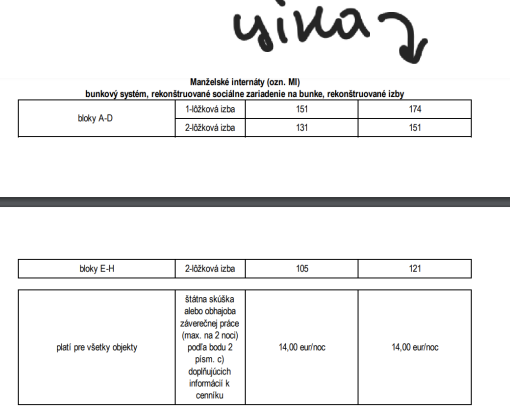 yika
Manželské internáty (ozn. MI)
bunkový systém, rekonštruované sociálne zariadenie na bunke, rekonštruované izby
bloky A-D
1-lôžková izba 151 174
2-lôžková izba 131 151
bloky E-H 2-lôžková izba 105 121
štátna skúška
alebo obhajoba
záverečnej práce
(max. na 2 noci)
platí pre všetky objekty podľa bodu 2 14,00 eur/noc 14,00 eur/noc
písm. c)
doplňujúcich
informácií k
cenníku